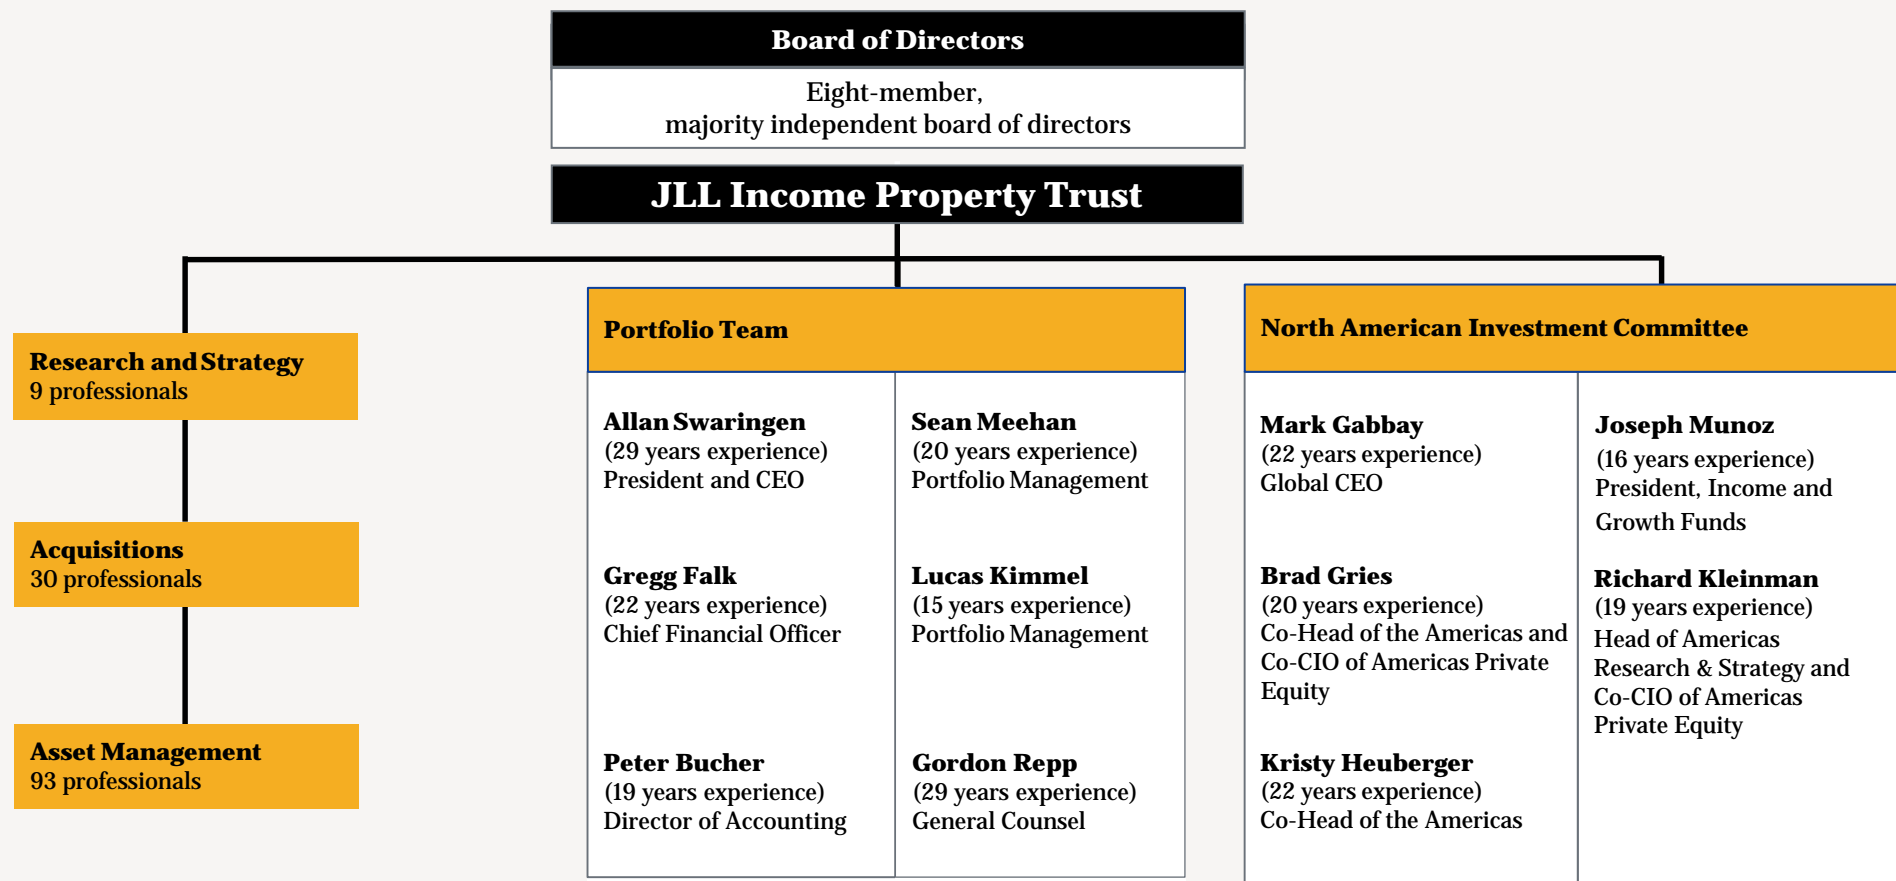 Board of Directors
Eight-member,
majority independent board of directors
JLL Income Property Trust
Research and Strategy
9 professionals
Acquisitions
30 professionals
Asset Management
93 professionals
Portfolio Team
Allan Swaringen
(29 years experience)
President and CEO
Gregg Falk
(22 years experience)
Chief Financial Officer
Peter Bucher
(19 years experience)
Director of Accounting
Sean Meehan
(20 years experience)
Portfolio Management
Lucas Kimmel
(15 years experience)
Portfolio Management
Gordon Repp
(29 years experience)
General Counsel
North American Investment Committee
Mark Gabbay
(22 years experience)
Global CEO
Brad Gries
(20 years experience)
Co-Head of the Americas and
Co-CIO of Americas Private
Equity
Kristy Heuberger
(22 years experience)
Co-Head of the Americas
Joseph Munoz
(16 years experience)
President, Income and
Growth Funds
Richard Kleinman
(19 years experience)
Head of Americas
Research & Strategy and
Co-CIO of Americas
Private Equity